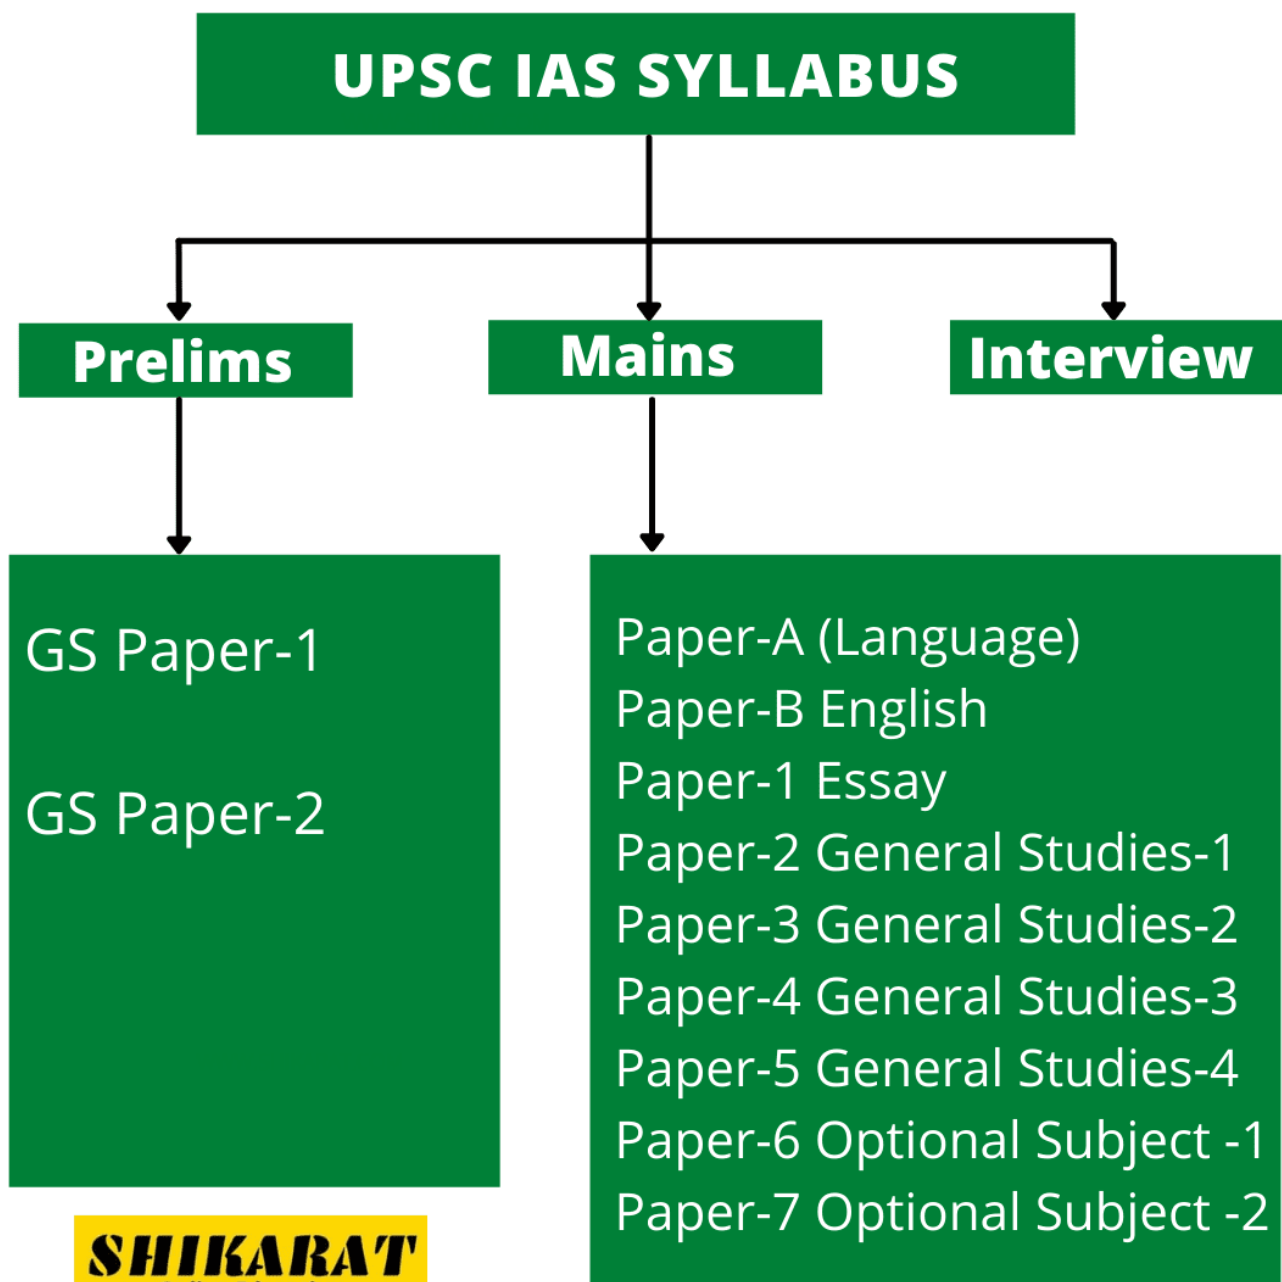 UPSC IAS SYLLABUS
Prelims
Mains
Interview
GS Paper-1
GS Paper-2
Paper-A (Language)
Paper-B English
Paper-1 Essay
Paper-2 General Studies-1
Paper-3 General Studies-2
Paper-4 General Studies-3
Paper-5 General Studies-4
Paper-6 Optional Subject -1
Paper-7 Optional Subject -2
SHIKARAT